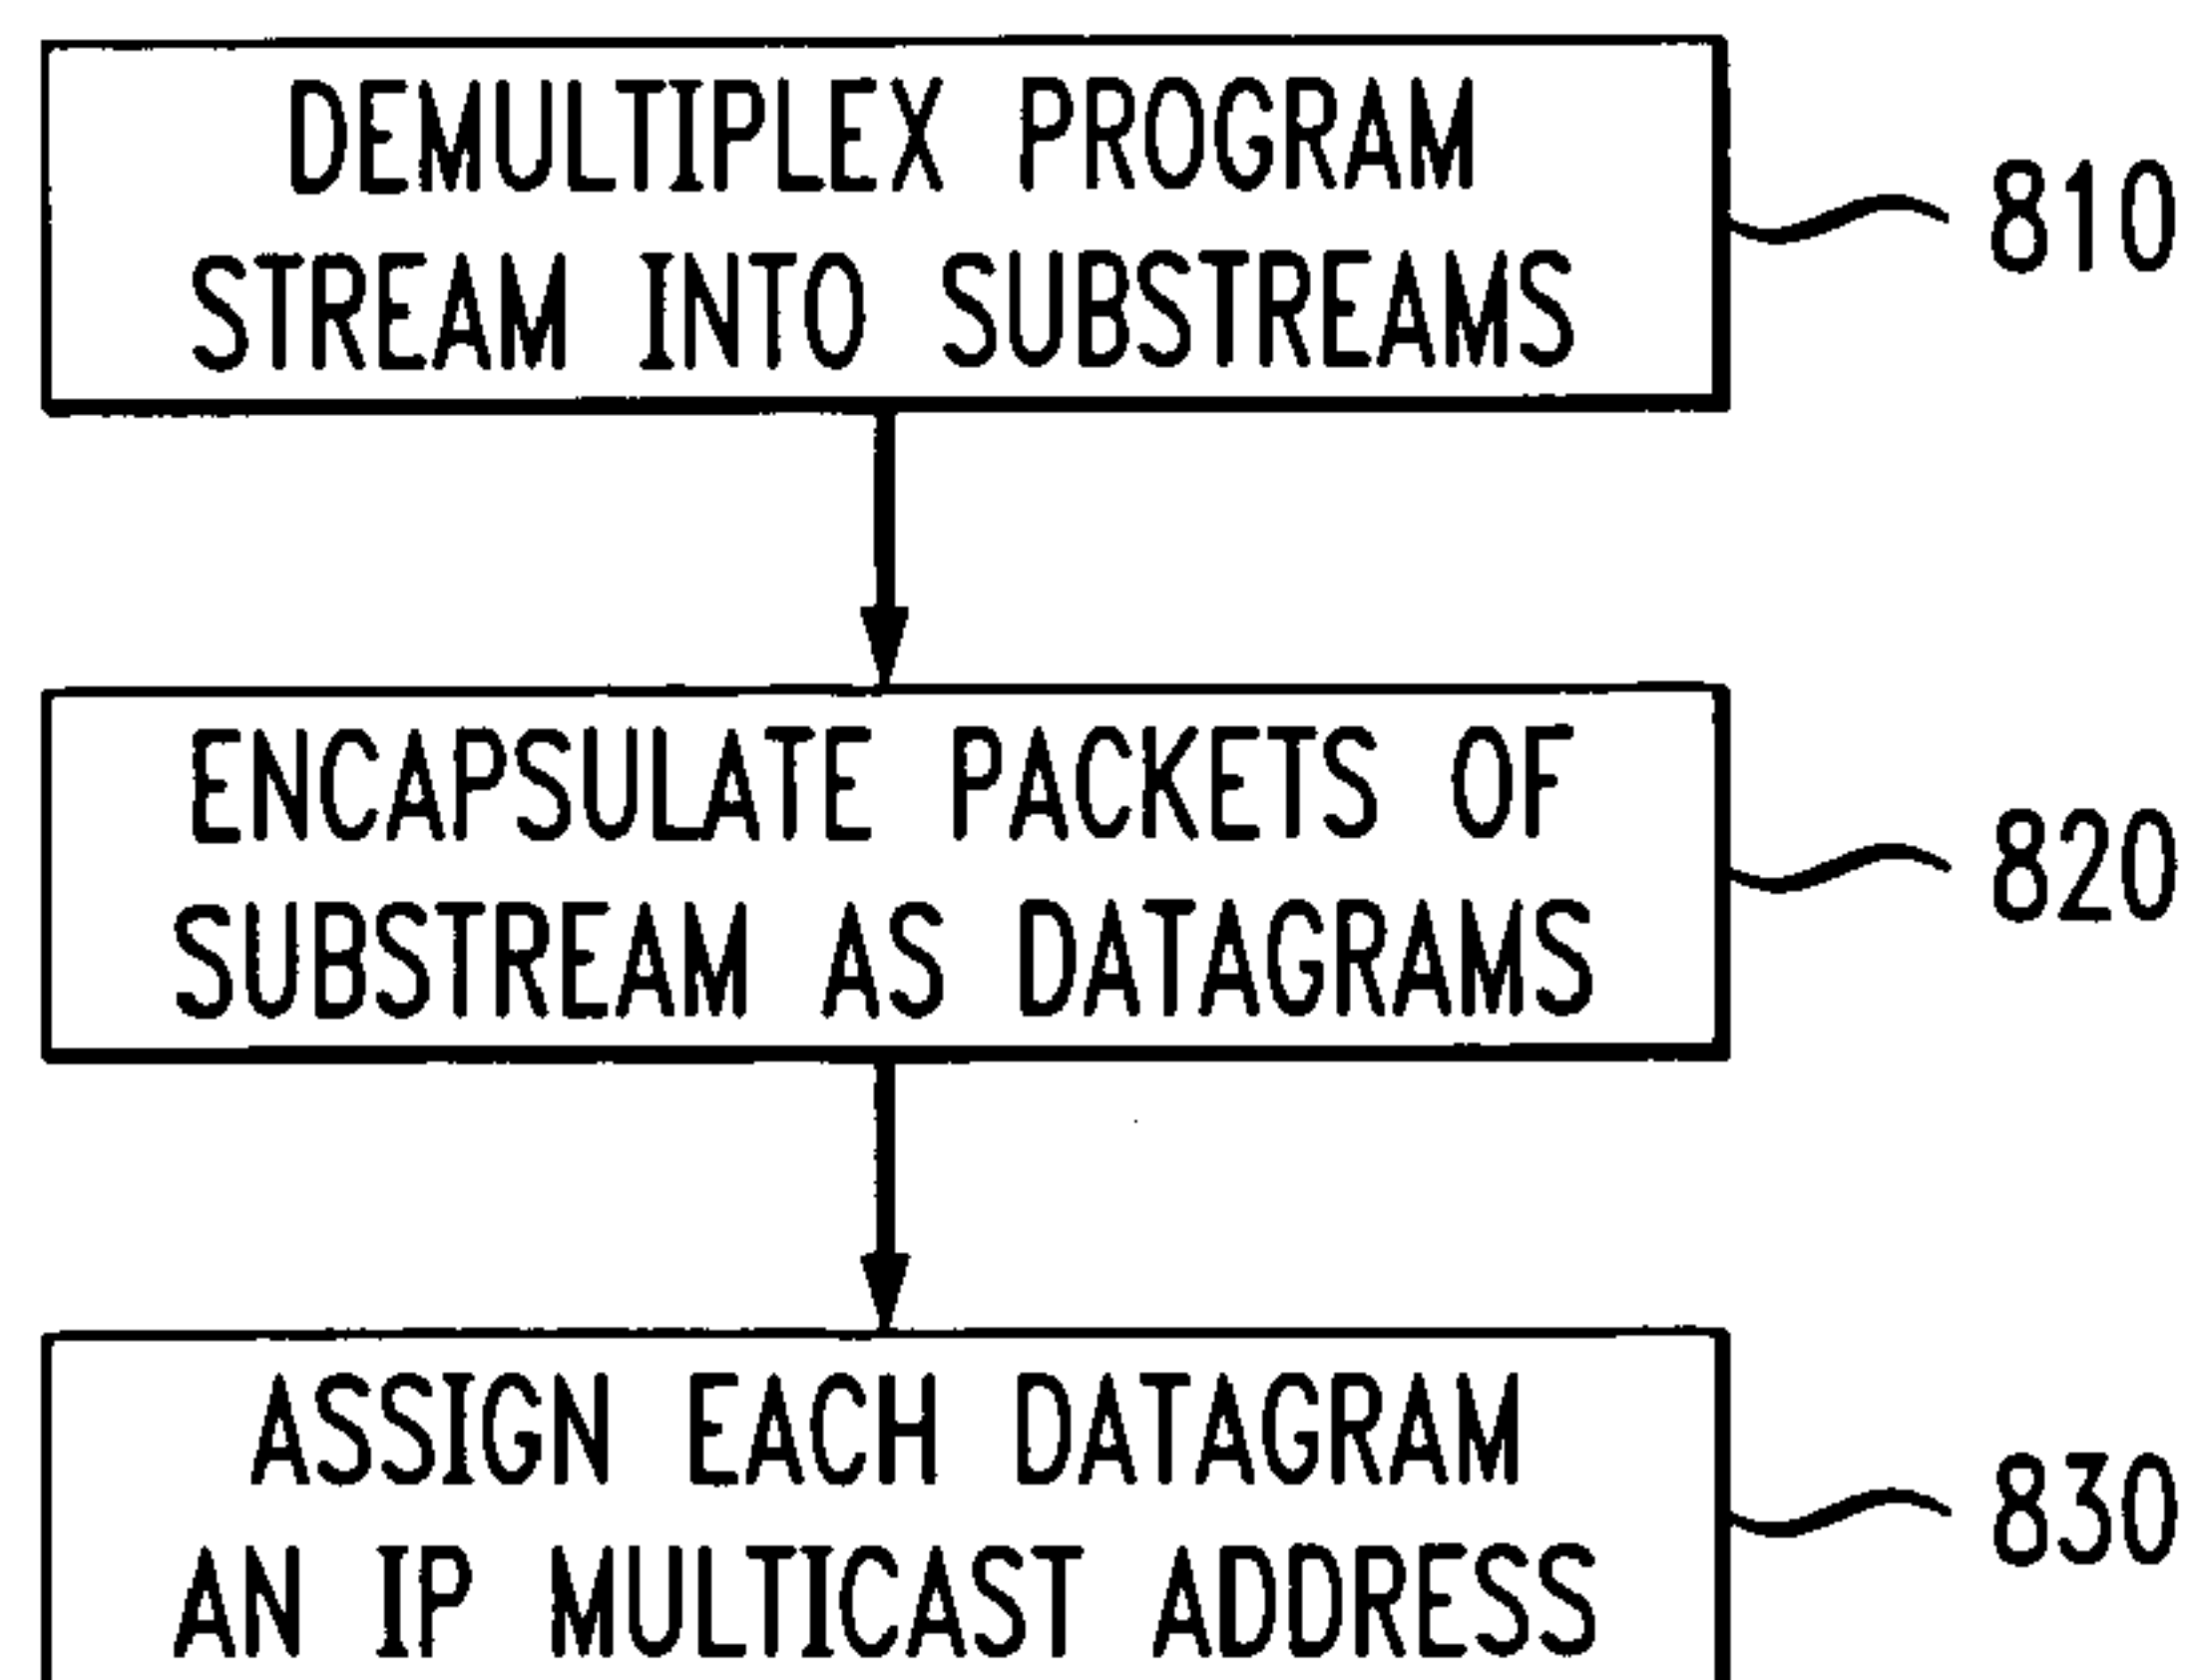 DEMULTIPLEX PROGRAM
STREAM INTO SUBSTREAMS
810
ENCAPSULATE PACKETS OF
SUBSTREAM AS DATAGRAMS
820
ASSIGN EACH DATAGRAM
AN IP MULTICAST ADDRESS
830